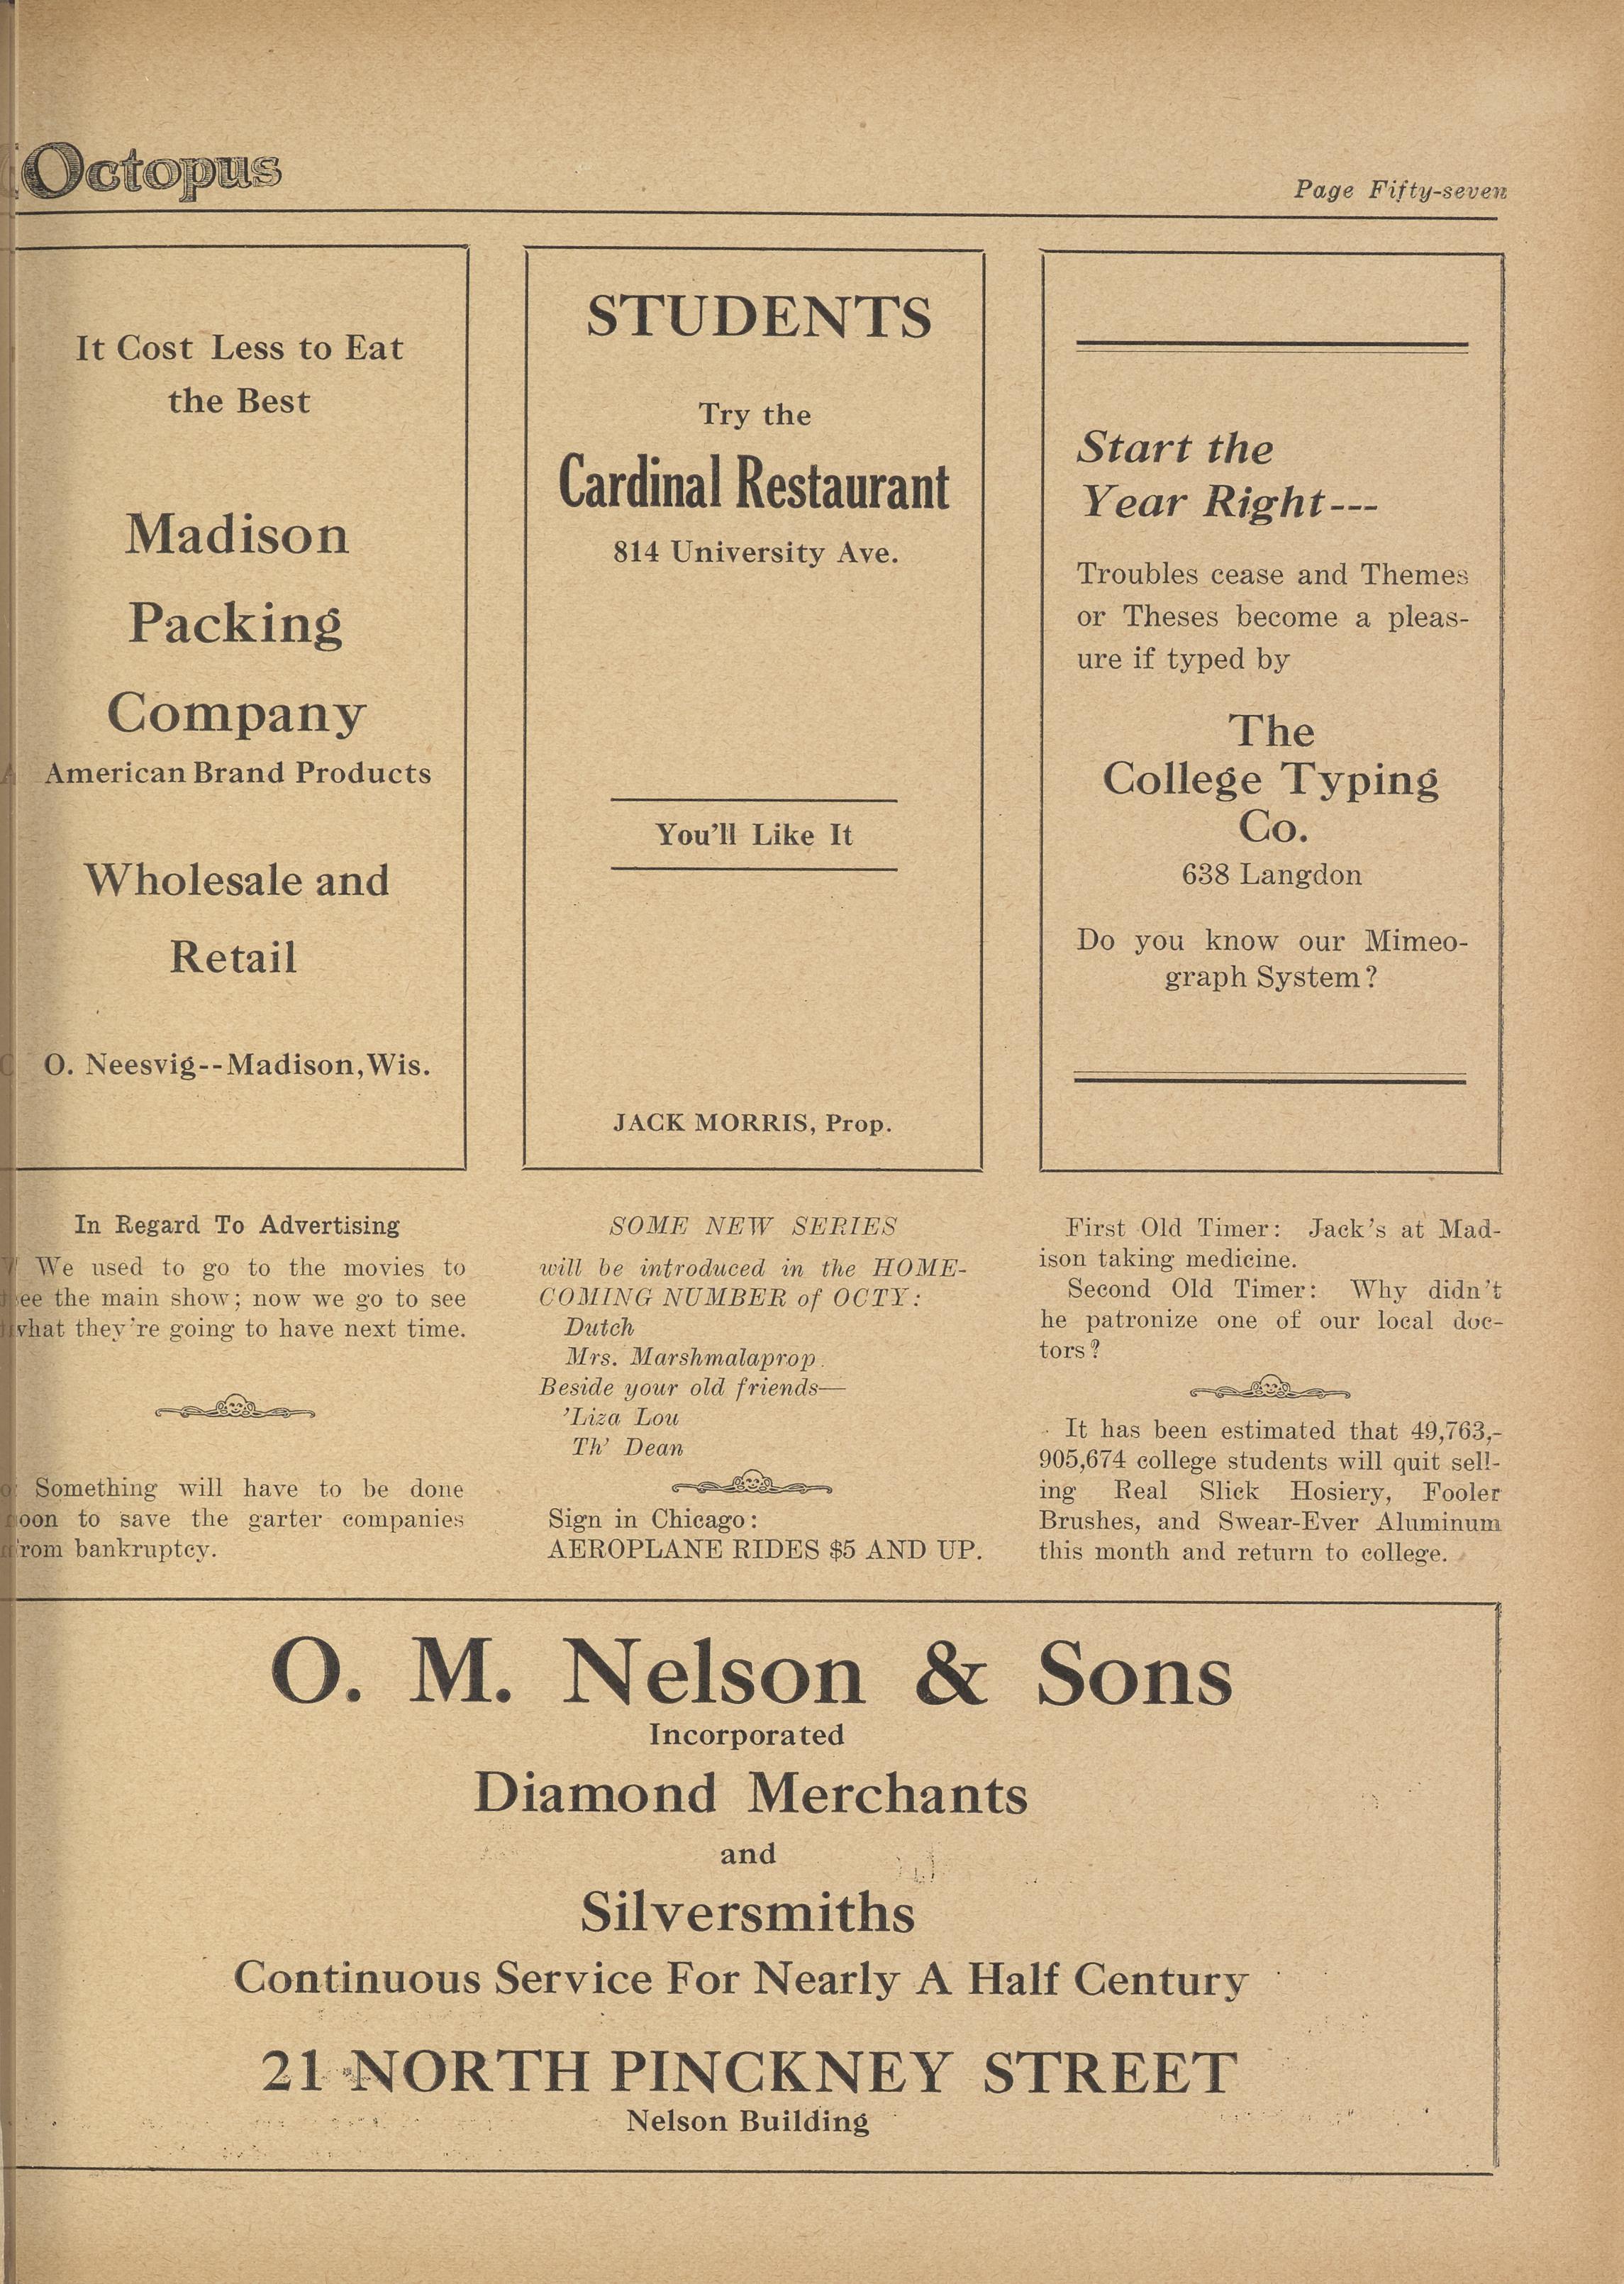 Octopus
Page Fifty-seven
It Cost Less to Eat
the Best
Madison
Packing
Company
American Brand Products
Wholesale and
Retail
O. Neesvig--Madison, Wis.
STUDENTS
Try the
Cardinal Restaurant
814 University Ave.
You'll Like It
JACK MORRIS, Prop.
Start the
Year Right---
Troubles cease and Themes
or Theses become a pleas-
ure if typed by
The
College Typing
Co.
638 Langdon
Do you know our Mimeo-
graph System?
In Regard To Advertising
We used to go to the movies to
see the main show; now we go to see
what they're going to have next time.
Something will have to be done
soon to save the garter companies
from bankruptcy.
SOME NEW SERIES
will be introduced in the HOME-
COMING NUMBER of OCTY:
Dutch
Mrs. Marshmalaprop.
Beside your old friends—
'Liza Lou
Th' Dean
Sign in Chicago:
AEROPLANE RIDES $5 AND UP.
First Old Timer: Jack's at Mad-
ison taking medicine.
Second Old Timer: Why didn't
he patronize one of our local doc-
tors?
It has been estimated that 49,763,-
905,674 college students will quit sell-
ing Real Slick Hosiery, Fooler
Brushes, and Swear-Ever Aluminum
this month and return to college.
O. M. Nelson & Sons
Incorporated
Diamond Merchants
and
Silversmiths
Continuous Service For Nearly A Half Century
21 NORTH PINCKNEY STREET
Nelson Building